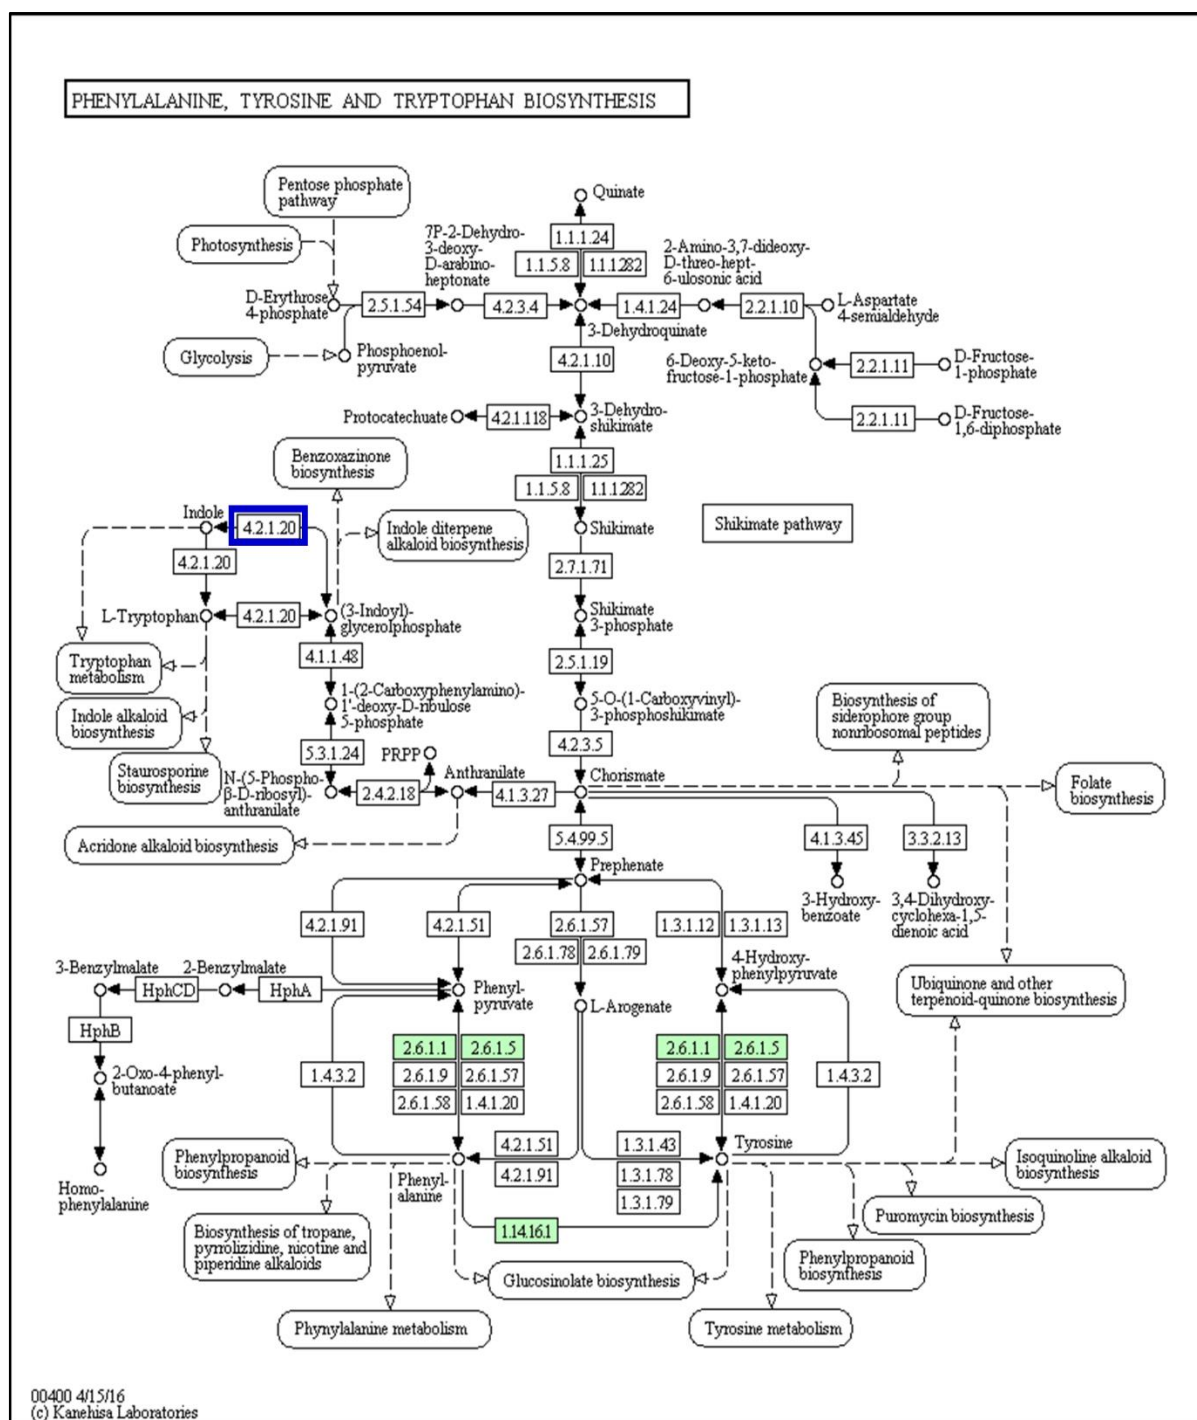 PHENYLALANINE, TYROSINE AND TRYPTOPHAN BIOSYNTHESIS
Pentose phosphate
pathway
Photosynthesis
Quinate
7P-2-Dehydro-
3-deoxy-
D-arabino-
heptonate
1.1.1.24
1.1.5.8
1.1.1282
2-Amino-3,7-dideoxy-
D-threo-hept-
6-ulosonic acid
D-Erythrose
4-phosphate
2.5.1.54
4.2.3.4
1.4.1.24
2.2.1.10
L-Aspartate
4-semialdehyde
3-Dehydroquinate
Glycolysis
Phosphoenol-
pyruvate
4.2.1.10
6-Deoxy-5-keto-
fructose-1-phosphate
2.2.1.11
D-Fructose-
1-phosphate
Protocatechuate
4.2.1.118
3-Dehydro-
shikimate
2.2.1.11
D-Fructose-
1,6-diphosphate
Benzoxazinone
biosynthesis
1.1.1.25
1.1.5.8
1.1.1282
Indole
4.2.1.20
Indole diterpene
alkaloid biosynthesis
Shikimate
Shikimate pathway
4.2.1.20
2.7.1.71
L-Tryptophan
4.2.1.20
(3-Indoyl)-
glycerolphosphate
Shikimate
3-phosphate
Tryptophan
metabolism
4.1.1.48
2.5.1.19
Indole alkaloid
biosynthesis
1-(2-Carboxyphenylamino)-
1'-deoxy-D-ribulose
5-phosphate
5-O-(1-Carboxyvinyl)-
3-phosphoshikimate
Biosynthesis of
siderophore group
nonribosomal peptides
Staurosporine
biosynthesis
5.3.1.24
PRPP
4.2.3.5
N-(5-Phospho-
β-D-ribosyl)-
anthranilate
2.4.2.18
Anthranilate
4.1.3.27
Chorismate
Folate
biosynthesis
Acridone alkaloid biosynthesis
5.4.99.5
4.1.3.45
3.3.2.13
Prephenate
3-Hydroxy-
benzoate
3,4-Dihydroxy-
cyclohexa-1,5-
dienoic acid
4.2.1.91
4.2.1.51
2.6.1.57
2.6.1.78
2.6.1.79
1.3.1.12
1.3.1.13
3-Benzylmalate
2-Benzylmalate
4-Hydroxy-
phenylpyruvate
HphCD
HphA
Phenyl-
pyruvate
L-Arogenate
Ubiquinone and other
terpenoid-quinone biosynthesis
HphB
2.6.1.1
2.6.1.5
2.6.1.1
2.6.1.5
2-Oxo-4-phenyl-
butanoate
1.4.3.2
2.6.1.9
2.6.1.57
2.6.1.9
2.6.1.57
1.4.3.2
2.6.1.58
1.4.1.20
2.6.1.58
1.4.1.20
Phenylpropanoid
biosynthesis
4.2.1.51
4.2.1.91
1.3.1.43
1.3.1.78
1.3.1.79
Tyrosine
Isoquinoline alkaloid
biosynthesis
Homo-
phenylalanine
Phenyl-
alanine
Biosynthesis of tropane,
pyrrolizidine, nicotine and
piperidine alkaloids
1.14.16.1
Puromycin biosynthesis
Phenylpropanoid
biosynthesis
Glucosinolate biosynthesis
Phynylalanine metabolism
Tyrosine metabolism
00400 4/15/16
(c) Kanehisa Laboratories